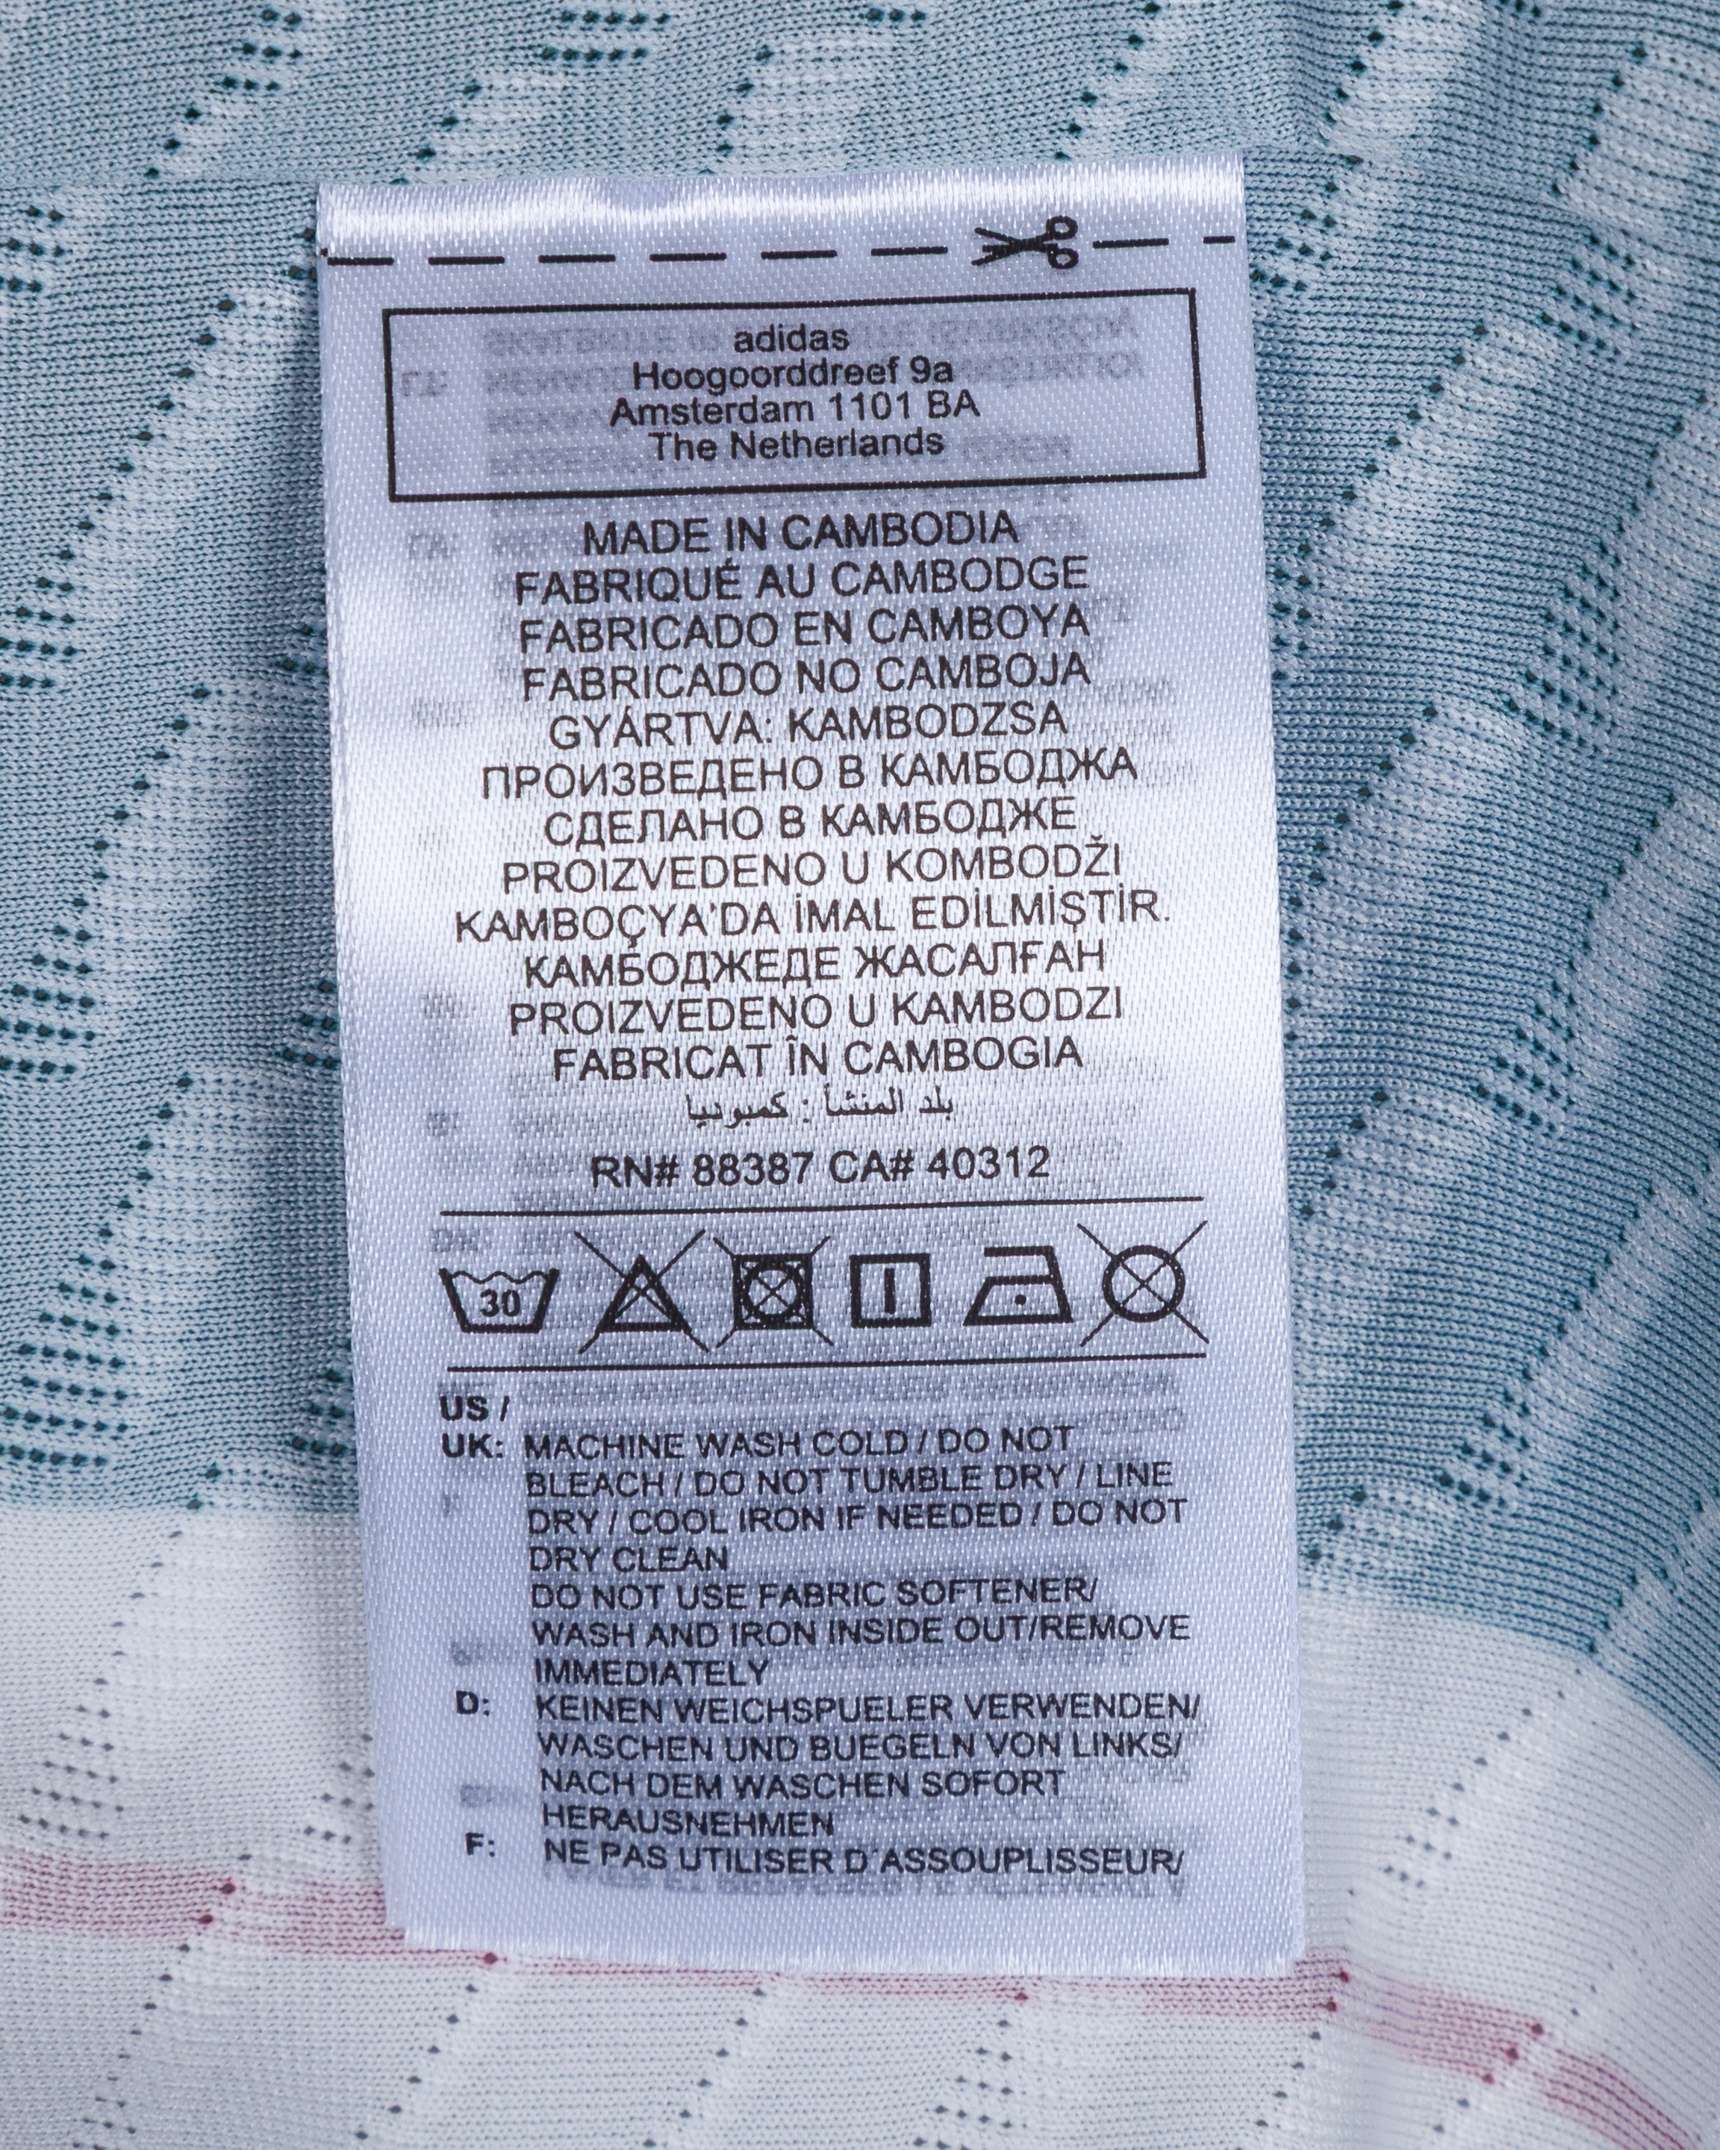 adidas
Hoogoorddreef 9a
Amsterdam 1101 BA
The Netherlands
MADE IN CAMBODIA
FABRIQUÉ AU CAMBODGE
FABRICADO EN CAMBOYA
FABRICADO NO CAMBOJA
GYÁRTVA: KAMBODZSA
ПРОИЗВЕДЕНО В КАМБОДЖА
СДЕЛАНО В КАМБОДЖЕ
PROIZVEDENO U KOMBODŽI
KAMBOÇYA'DA İMAL EDİLMİŞTİR.
КАМБОДЖЕДЕ ЖАСАЛҒАН
PROIZVEDENO U KAMBODZI
FABRICAT ÎN CAMBOGIA
بلد المنشأ : كمبوديا
RN# 88387 CA# 40312
30
US /
UK: MACHINE WASH COLD / DO NOT
BLEACH / DO NOT TUMBLE DRY / LINE
DRY / COOL IRON IF NEEDED / DO NOT
DRY CLEAN
DO NOT USE FABRIC SOFTENER/
WASH AND IRON INSIDE OUT/REMOVE
IMMEDIATELY
D: KEINEN WEICHSPUELER VERWENDEN/
WASCHEN UND BUEGELN VON LINKS/
NACH DEM WASCHEN SOFORT
HERAUSNEHMEN
F: NE PAS UTILISER D'ASSOUPLISSEUR/